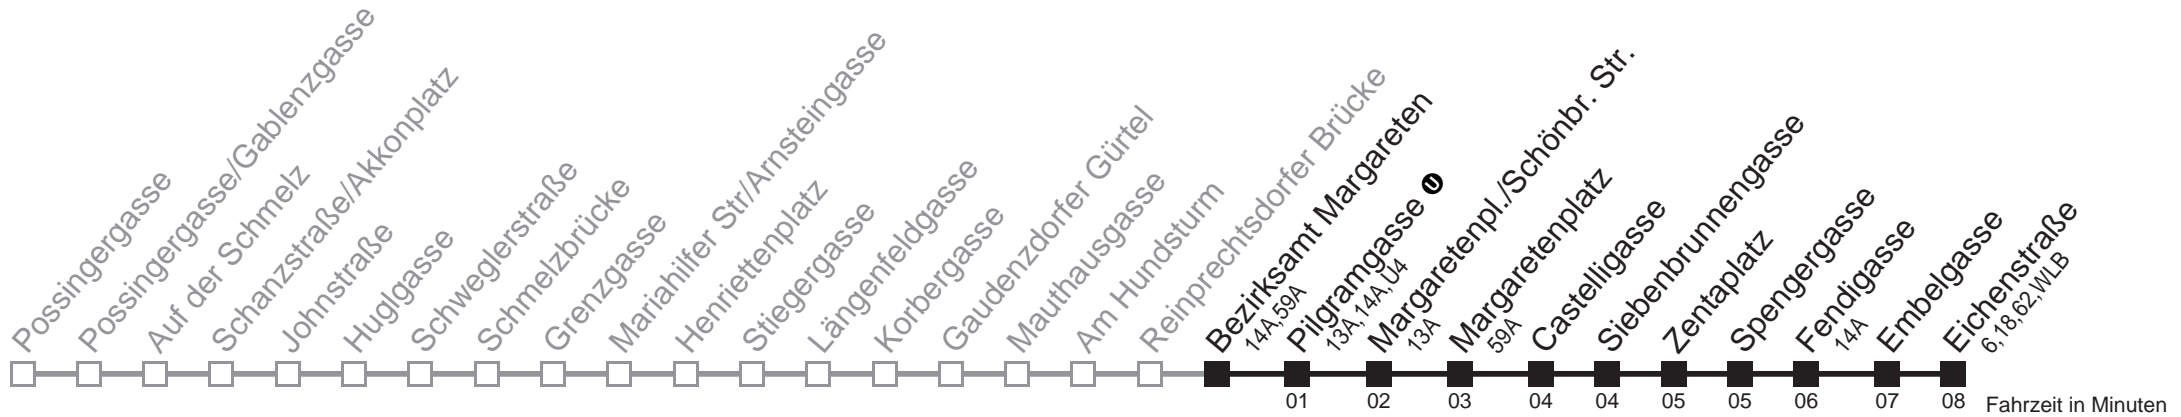 Possingergasse
Possingergasse/Gablenzgasse
Auf der Schmelz
Schanzstraße/Akkonplatz
Johnstraße
Huglgasse
Schweglerstraße
Schmelzbrücke
Grenzgasse
Mariahilfer Str/Arnsteingasse
Henriettenplatz
Stiegergasse
Längenfeldgasse
Korbergasse
Gaudenzdorfer Gürtel
Mauthausgasse
Am Hundsturm
Reinprechtsdorfer Brücke
Bezirksamt Margareten
14A,59A
Pilgramgasse U
13A,14A,U4
Margaretenpl./Schönbr. Str.
13A
Margaretenplatz
59A
Castelligasse
Siebenbrunnengasse
Zentaplatz
Spengergasse
Fendigasse
14A
Embelgasse
Eichenstraße
6,18,62,WLB
01 02 03 04 04 05 05 06 07 08 Fahrzeit in Minuten